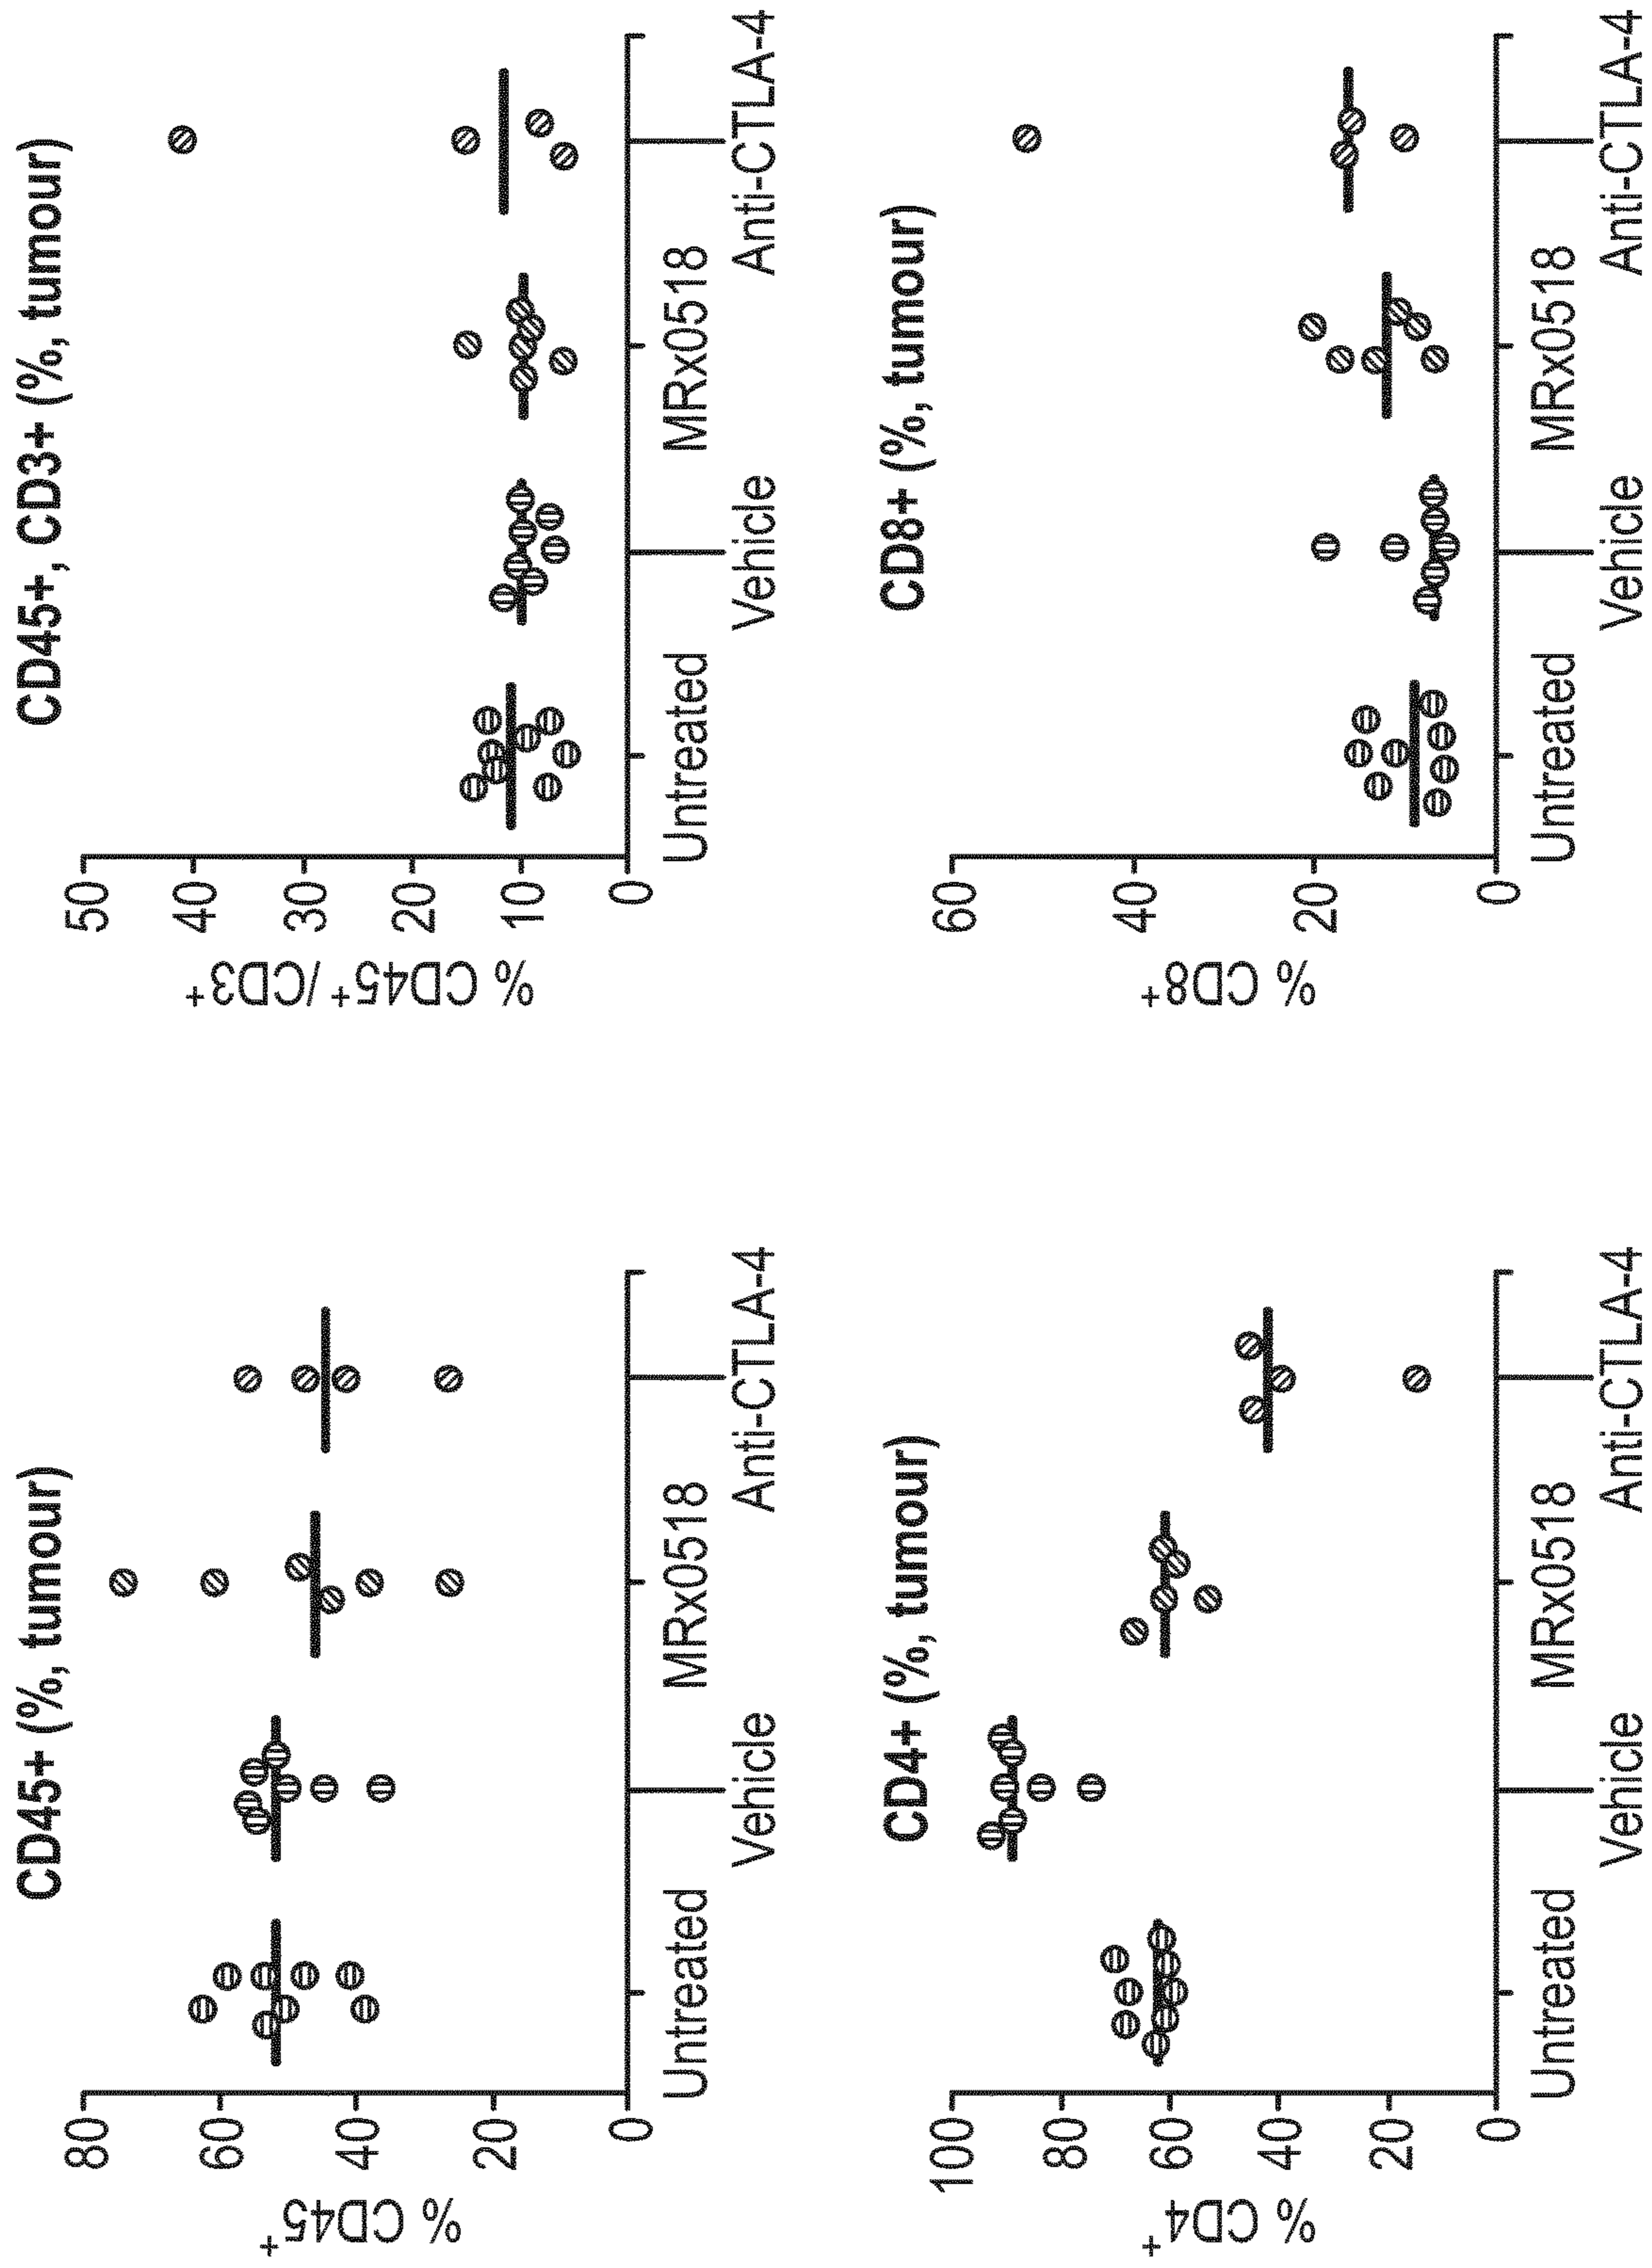 CD45+ (%, tumour)
% CD45+
80
60
40
20
0
Untreated
Vehicle
MRx0518
Anti-CTLA-4
CD45+, CD3+ (%, tumour)
% CD45+/CD3+
50
40
30
20
10
0
Untreated
Vehicle
MRx0518
Anti-CTLA-4
CD4+ (%, tumour)
% CD4+
100
80
60
40
20
0
Untreated
Vehicle
MRx0518
Anti-CTLA-4
CD8+ (%, tumour)
% CD8+
60
40
20
0
Untreated
Vehicle
MRx0518
Anti-CTLA-4